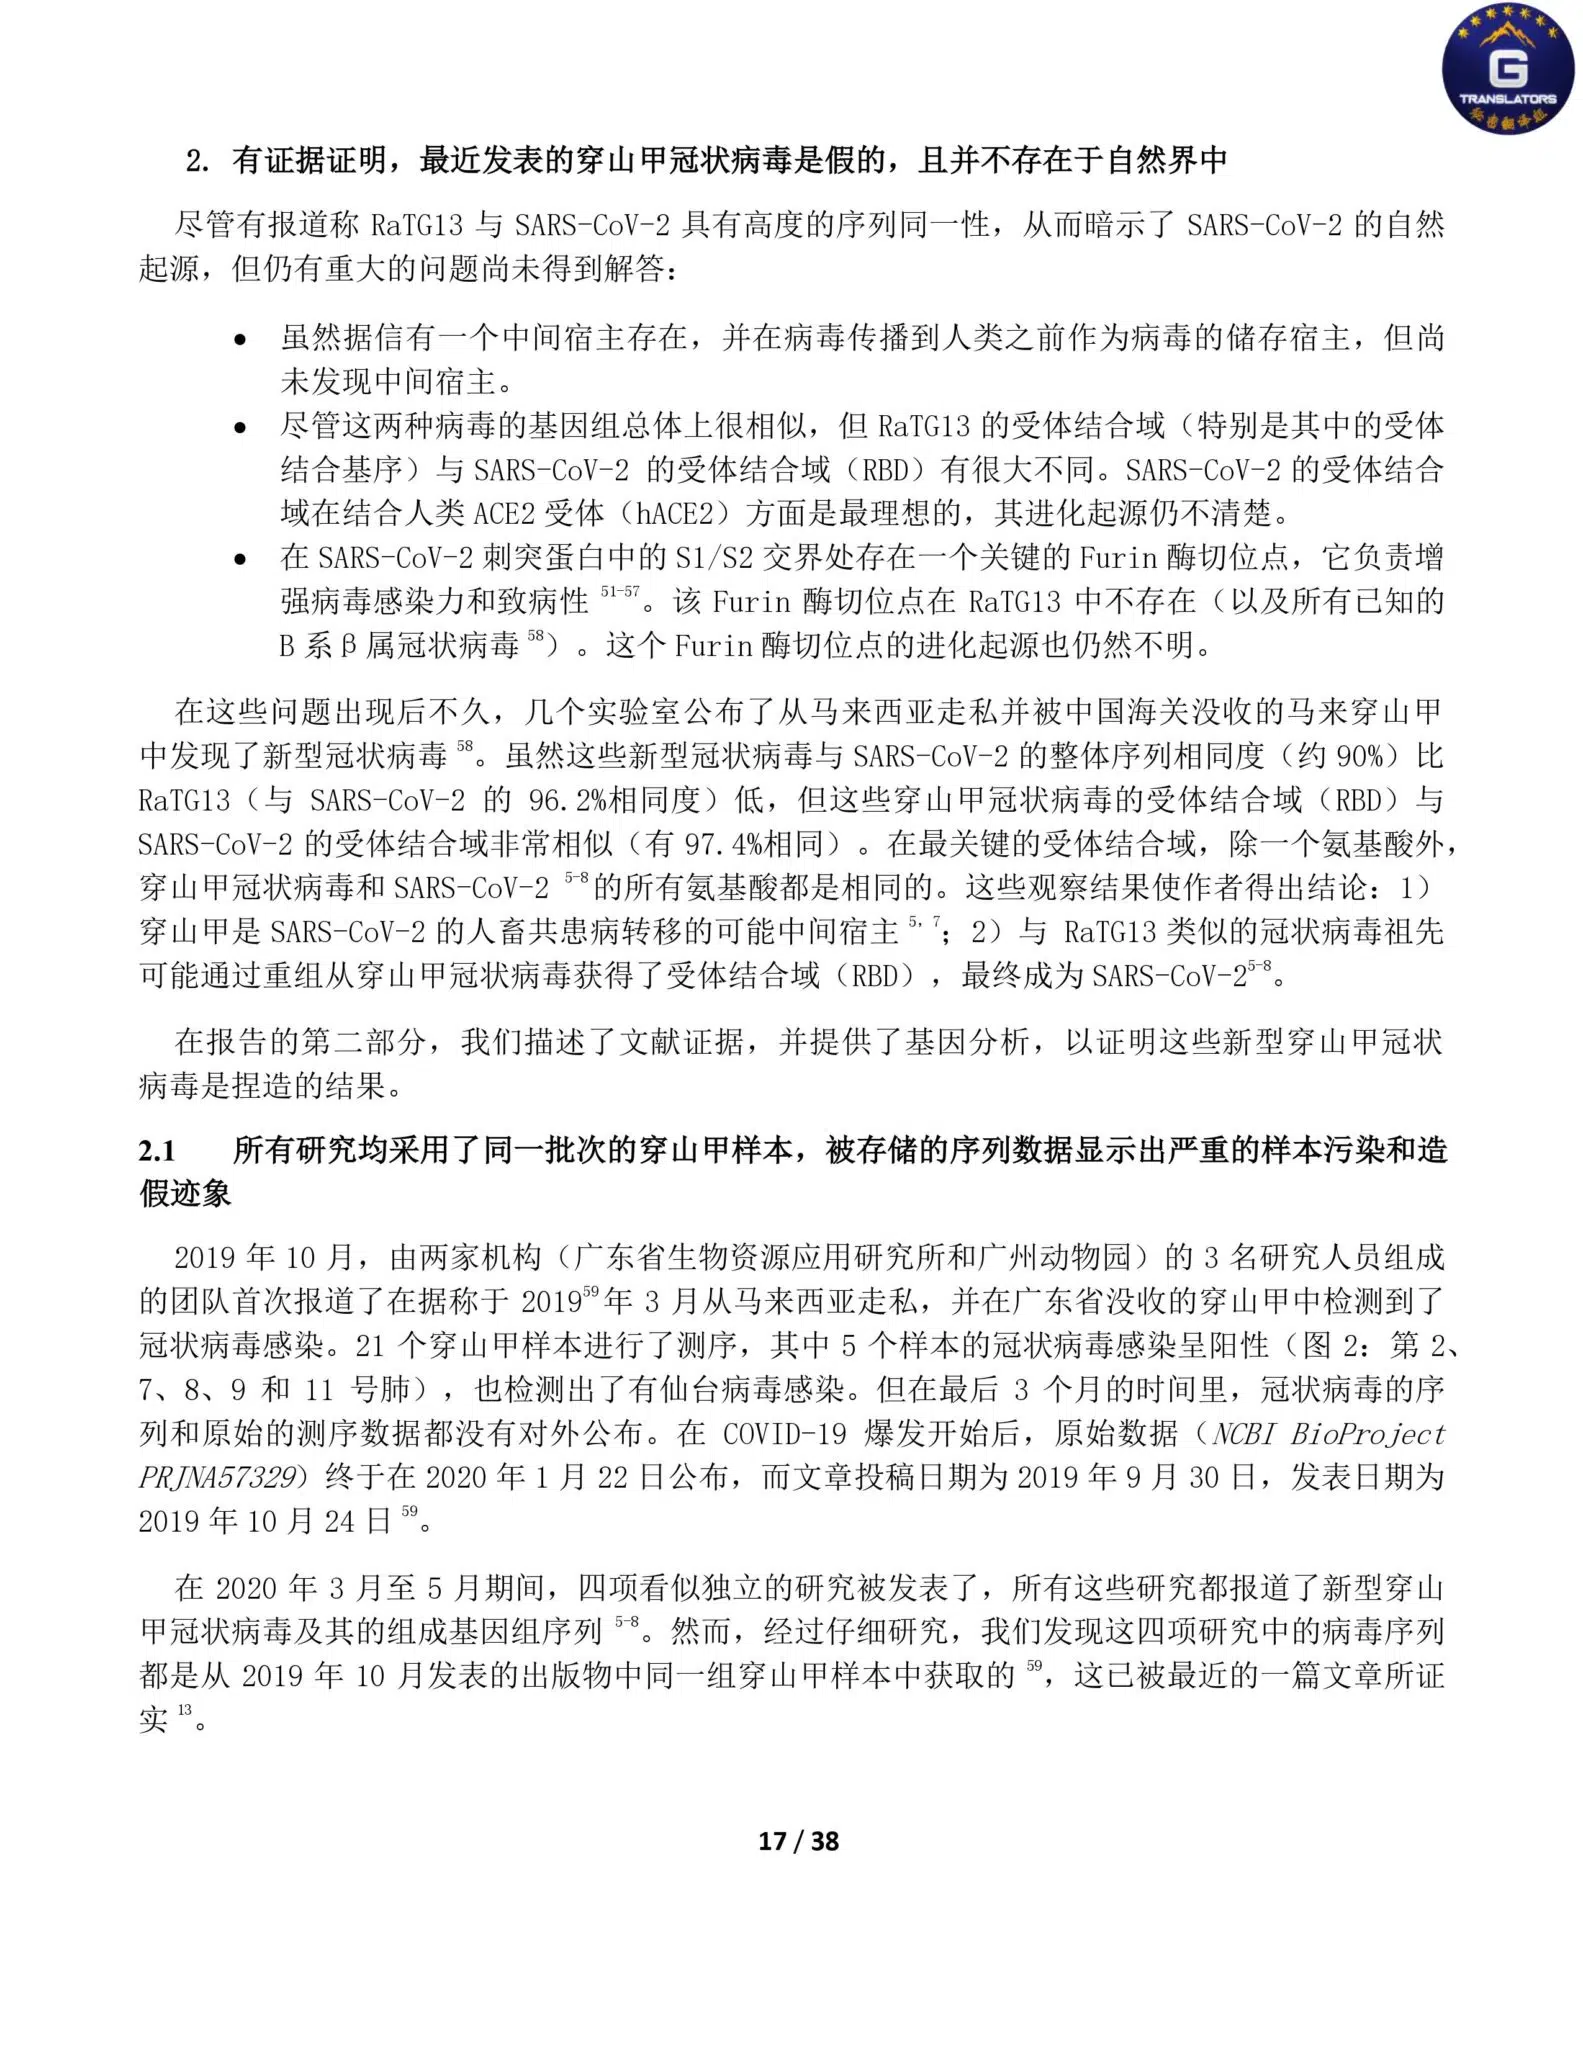 G
TRANSLATORS
秘密翻译组
2. 有证据证明，最近发表的穿山甲冠状病毒是假的，且并不存在于自然界中
尽管有报道称 RaTG13 与 SARS-CoV-2 具有高度的序列同一性，从而暗示了 SARS-CoV-2 的自然
起源，但仍有重大的问题尚未得到解答：
• 虽然据信有一个中间宿主存在，并在病毒传播到人类之前作为病毒的储存宿主，但尚
未发现中间宿主。
• 尽管这两种病毒的基因组总体上很相似，但 RaTG13 的受体结合域（特别是其中的受体
结合基序）与 SARS-CoV-2 的受体结合域（RBD）有很大不同。SARS-CoV-2 的受体结合
域在结合人类 ACE2 受体（hACE2）方面是最理想的，其进化起源仍不清楚。
• 在 SARS-CoV-2 刺突蛋白中的 S1/S2 交界处存在一个关键的 Furin 酶切位点，它负责增
强病毒感染力和致病性 51-57。该 Furin 酶切位点在 RaTG13 中不存在（以及所有已知的
B 系 β 属冠状病毒 58）。这个 Furin 酶切位点的进化起源也仍然不明。
在这些问题出现后不久，几个实验室公布了从马来西亚走私并被中国海关没收的马来穿山甲
中发现了新型冠状病毒 58。虽然这些新型冠状病毒与 SARS-CoV-2 的整体序列相同度（约 90%）比
RaTG13（与 SARS-CoV-2 的 96.2%相同度）低，但这些穿山甲冠状病毒的受体结合域（RBD）与
SARS-CoV-2 的受体结合域非常相似（有 97.4%相同）。在最关键的受体结合域，除一个氨基酸外，
穿山甲冠状病毒和 SARS-CoV-2 5-8的所有氨基酸都是相同的。这些观察结果使作者得出结论：1）
穿山甲是 SARS-CoV-2 的人畜共患病转移的可能中间宿主 5, 7；2）与 RaTG13 类似的冠状病毒祖先
可能通过重组从穿山甲冠状病毒获得了受体结合域（RBD），最终成为 SARS-CoV-25-8。
在报告的第二部分，我们描述了文献证据，并提供了基因分析，以证明这些新型穿山甲冠状
病毒是捏造的结果。
2.1 所有研究均采用了同一批次的穿山甲样本，被存储的序列数据显示出严重的样本污染和造
假迹象
2019 年 10 月，由两家机构（广东省生物资源应用研究所和广州动物园）的 3 名研究人员组成
的团队首次报道了在据称于 201959年 3 月从马来西亚走私，并在广东省没收的穿山甲中检测到了
冠状病毒感染。21 个穿山甲样本进行了测序，其中 5 个样本的冠状病毒感染呈阳性（图 2：第 2、
7、8、9 和 11 号肺），也检测出了有仙台病毒感染。但在最后 3 个月的时间里，冠状病毒的序
列和原始的测序数据都没有对外公布。在 COVID-19 爆发开始后，原始数据（NCBI BioProject
PRJNA57329）终于在 2020 年 1 月 22 日公布，而文章投稿日期为 2019 年 9 月 30 日，发表日期为
2019 年 10 月 24 日 59。
在 2020 年 3 月至 5 月期间，四项看似独立的研究被发表了，所有这些研究都报道了新型穿山
甲冠状病毒及其的组成基因组序列 5-8。然而，经过仔细研究，我们发现这四项研究中的病毒序列
都是从 2019 年 10 月发表的出版物中同一组穿山甲样本中获取的 59，这已被最近的一篇文章所证
实 13。
17 / 38